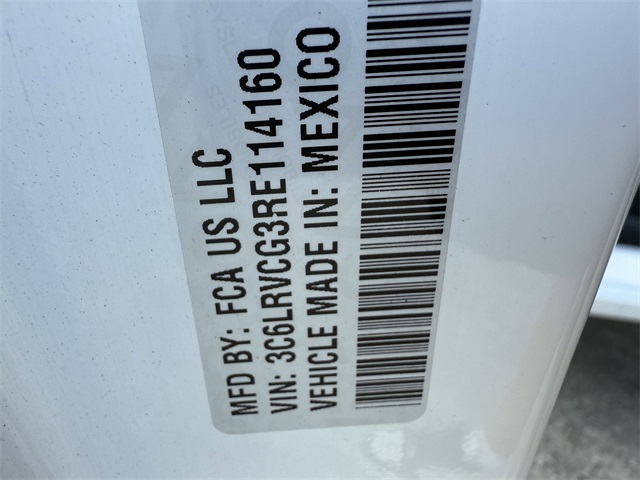 MFD BY: FCA US LLC
VIN: 3C6LRVCG3RE114160
VEHICLE MADE IN: MEXICO